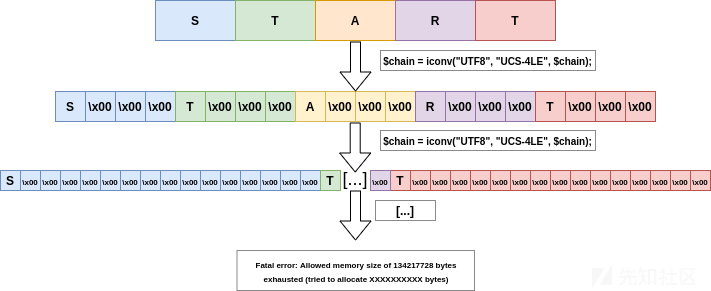 S T A R T
$chain = iconv("UTF8", "UCS-4LE", $chain);
S \x00 \x00 \x00 T \x00 \x00 \x00 A \x00 \x00 \x00 R \x00 \x00 \x00 T \x00 \x00 \x00
$chain = iconv("UTF8", "UCS-4LE", $chain);
S \x00 \x00 \x00 \x00 \x00 \x00 \x00 \x00 \x00 \x00 \x00 \x00 \x00 \x00 \x00 T [...] \x00 T \x00 \x00 \x00 \x00 \x00 \x00 \x00 \x00 \x00 \x00 \x00 \x00 \x00 \x00 \x00
[...]
Fatal error: Allowed memory size of 134217728 bytes
exhausted (tried to allocate XXXXXXXXXX bytes)
先知社区